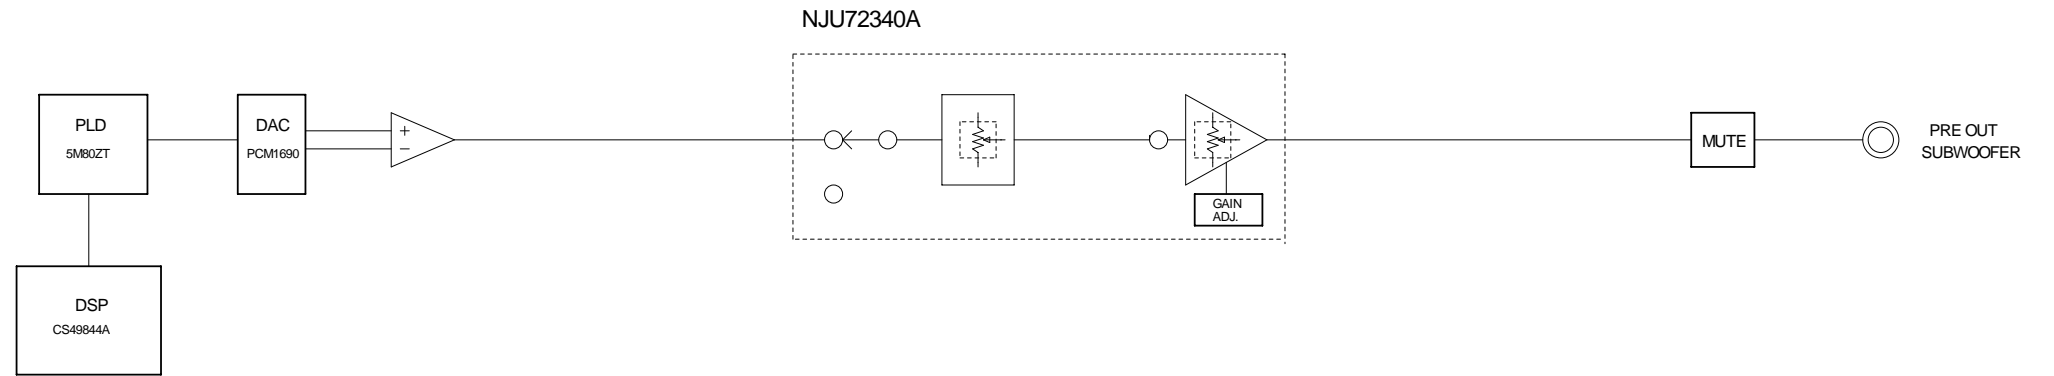 NJU72340A
PLD
5M80ZT
DAC
PCM1690
+
−
GAIN
ADJ.
MUTE
PRE OUT
SUBWOOFER
DSP
CS49844A